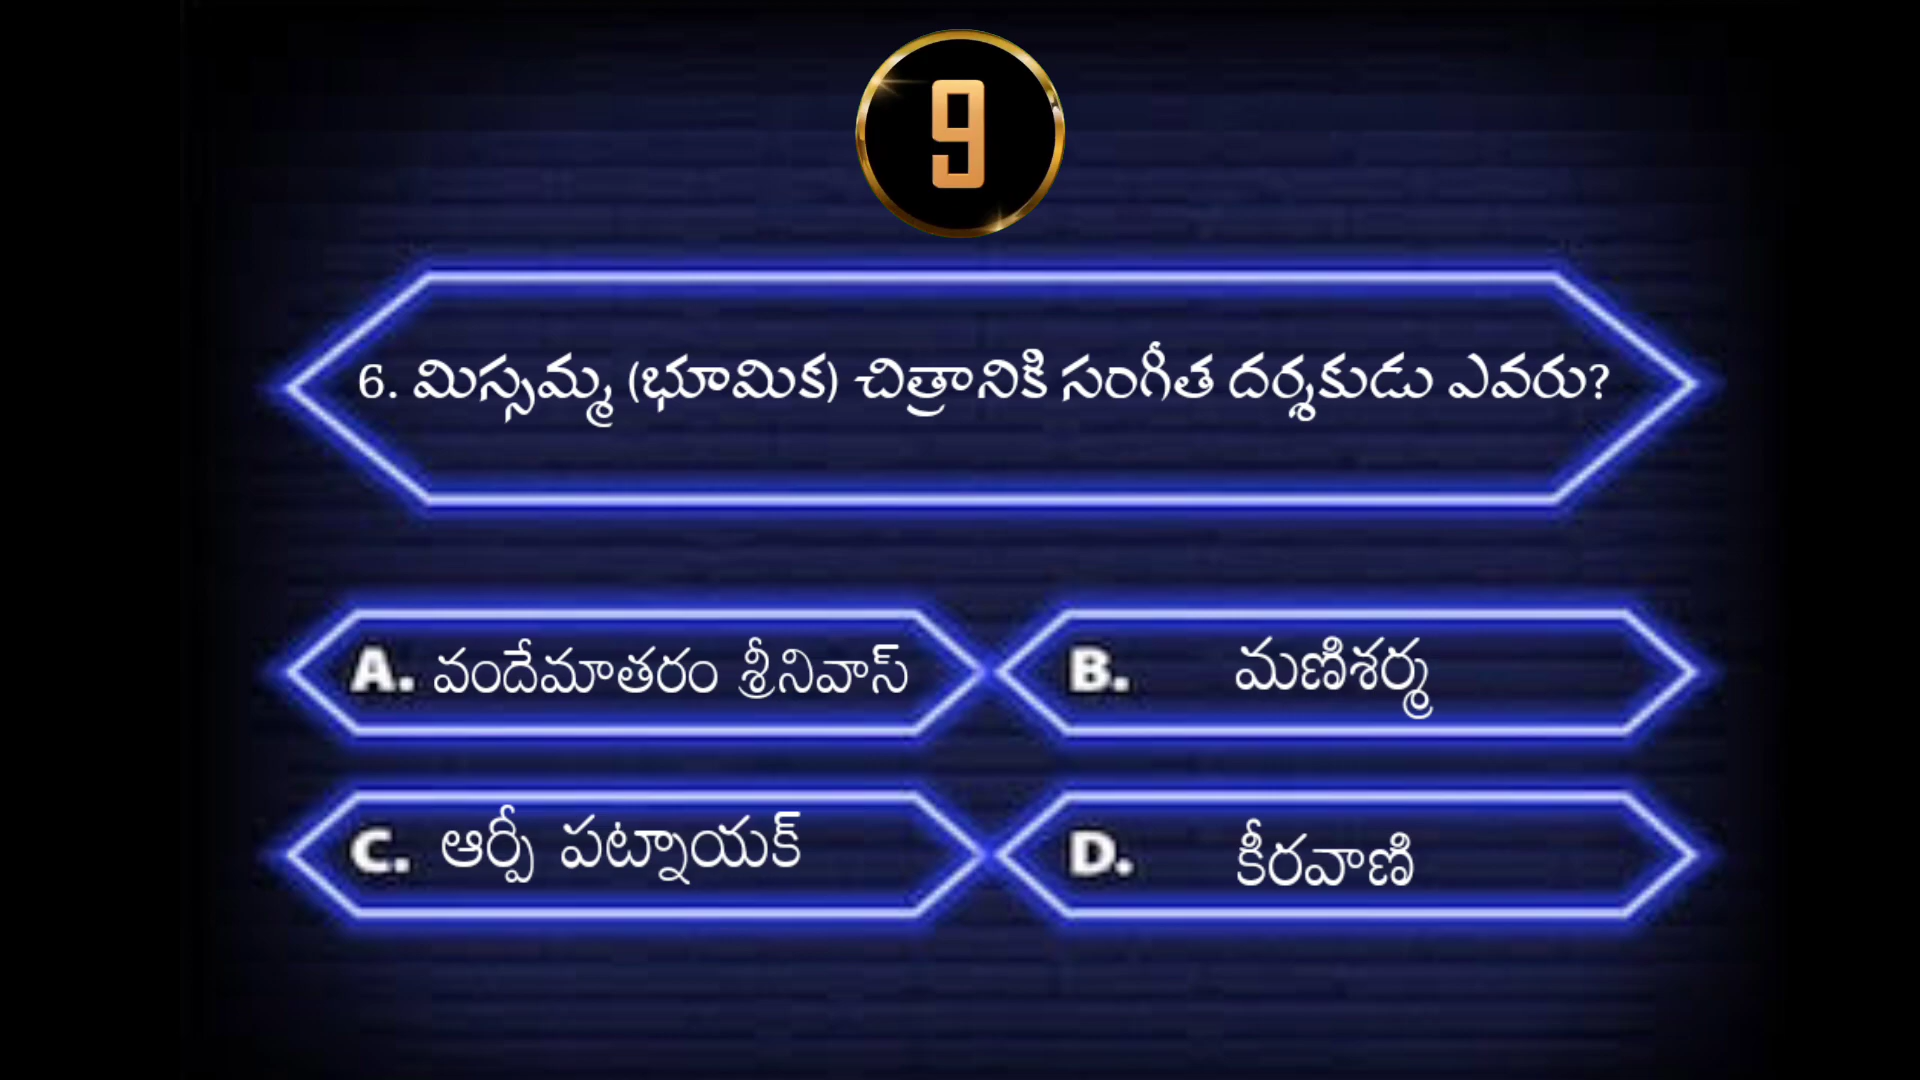 9
6. మిస్సమ్మ (భూమిక) చిత్రానికి సంగీత దర్శకుడు ఎవరు?
A. వందేమాతరం శ్రీనివాస్
B. మణిశర్మ
C. ఆర్పీ పట్నాయక్
D. కీరవాణి